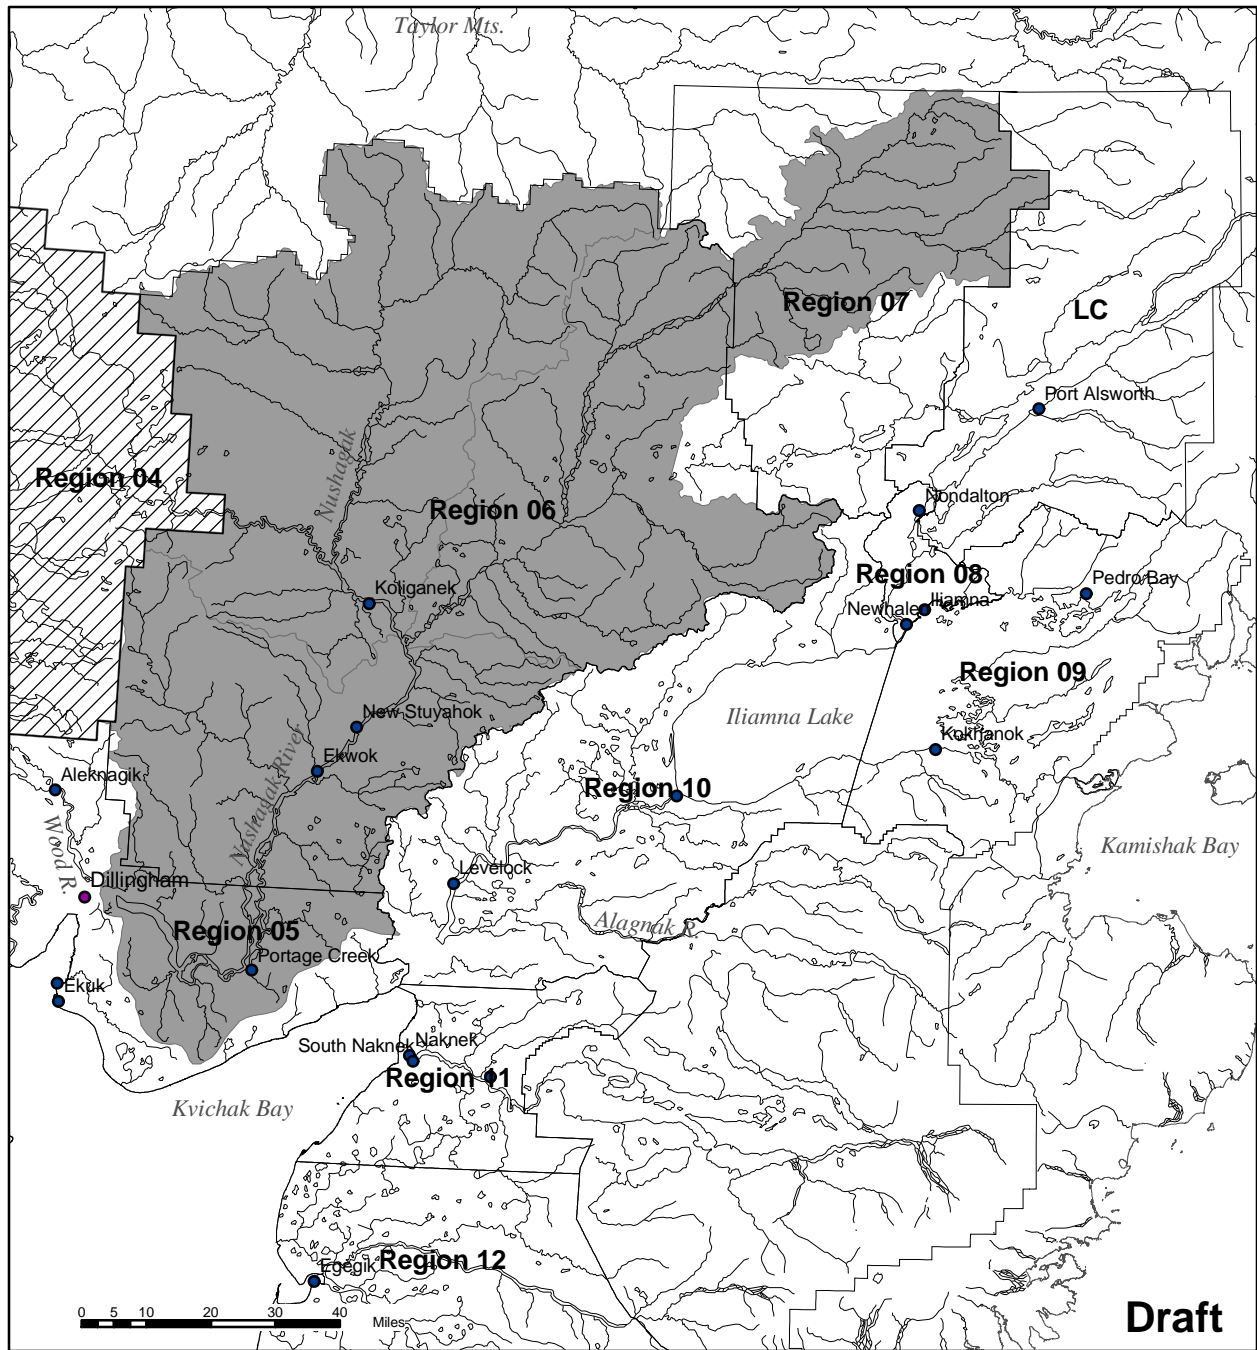 Taylor Mts.
Region 07
LC
Port Alsworth
Region 04
Nushagak
Region 06
Nondalton
Koliganek
Region 08
Pedro Bay
Newhalen
Iliamna
Region 09
New Stuyahok
Iliamna Lake
Kokhanok
Ekwok
Nushagak River
Aleknagik
Region 10
Wood R.
Kamishak Bay
Levelock
Dillingham
Alagnak R.
Region 05
Portage Creek
Ekuk
South Naknek
Naknek
Region 11
Kvichak Bay
Region 12
Egegik
0 5 10 20 30 40
Miles
Draft